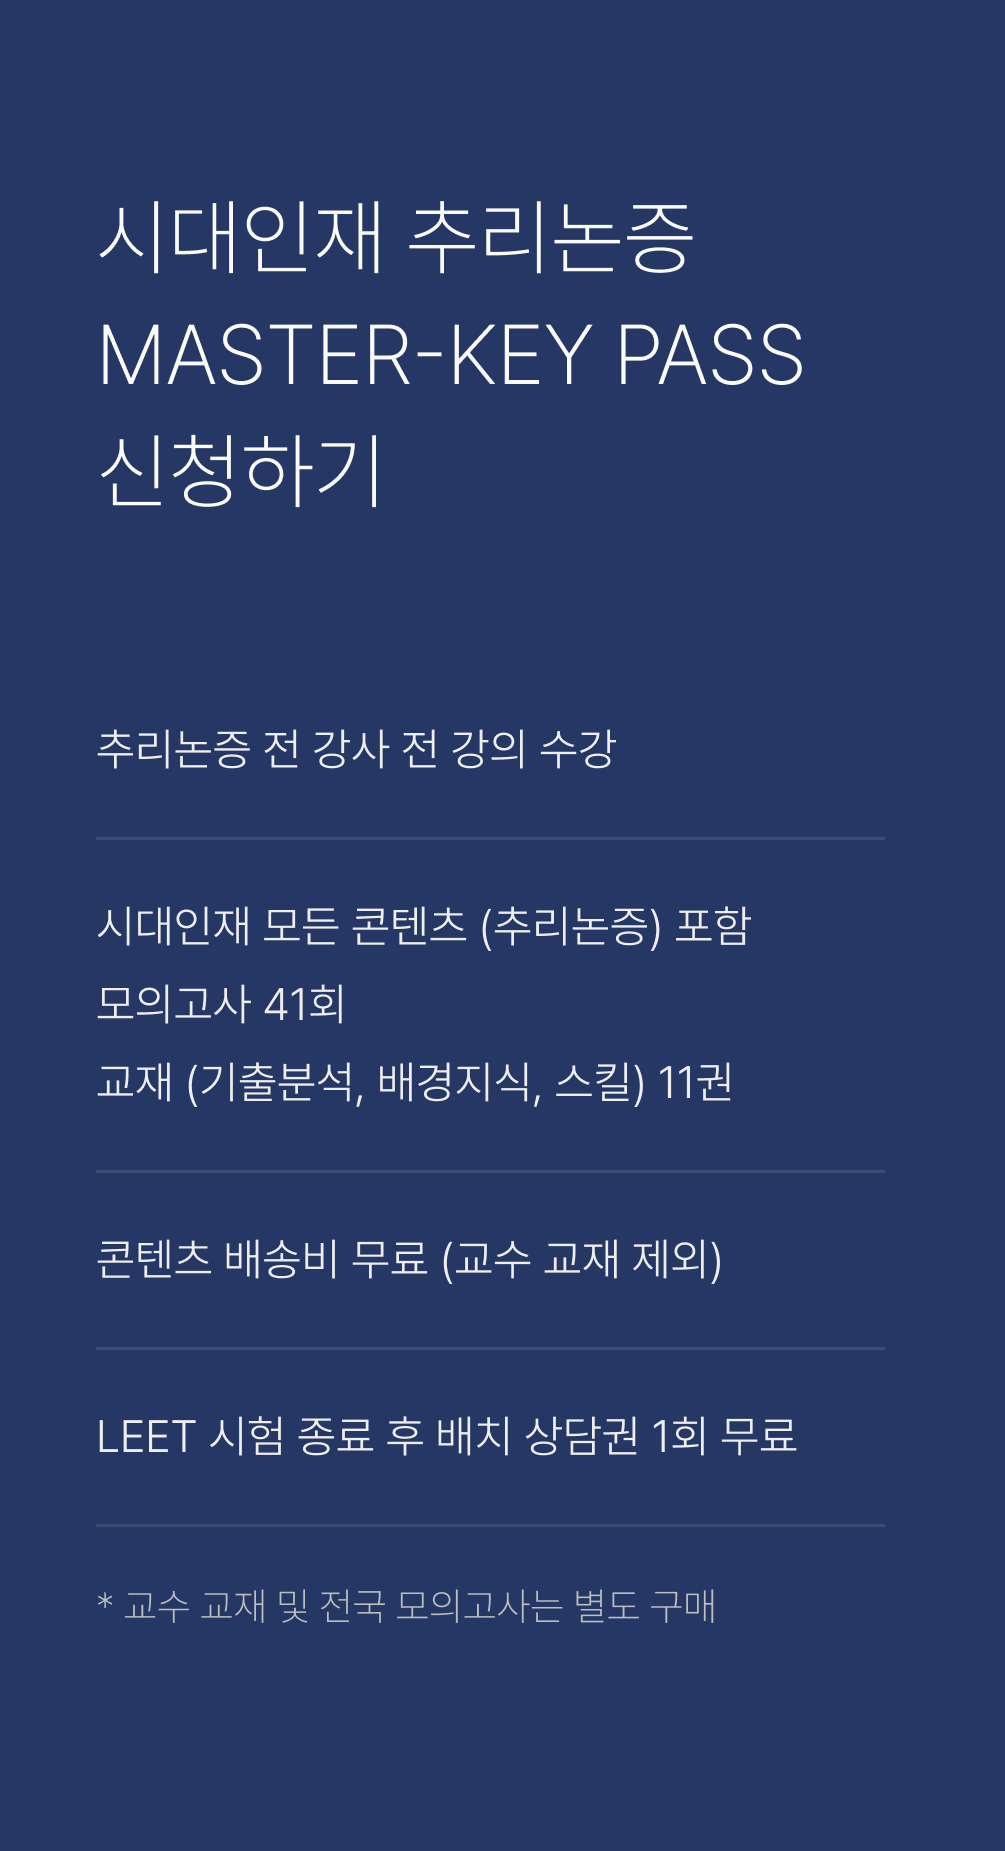 시대인재 추리논증
MASTER-KEY PASS
신청하기
추리논증 전 강사 전 강의 수강
시대인재 모든 콘텐츠 (추리논증) 포함
모의고사 41회
교재 (기출분석, 배경지식, 스킬) 11권
콘텐츠 배송비 무료 (교수 교재 제외)
LEET 시험 종료 후 배치 상담권 1회 무료
* 교수 교재 및 전국 모의고사는 별도 구매